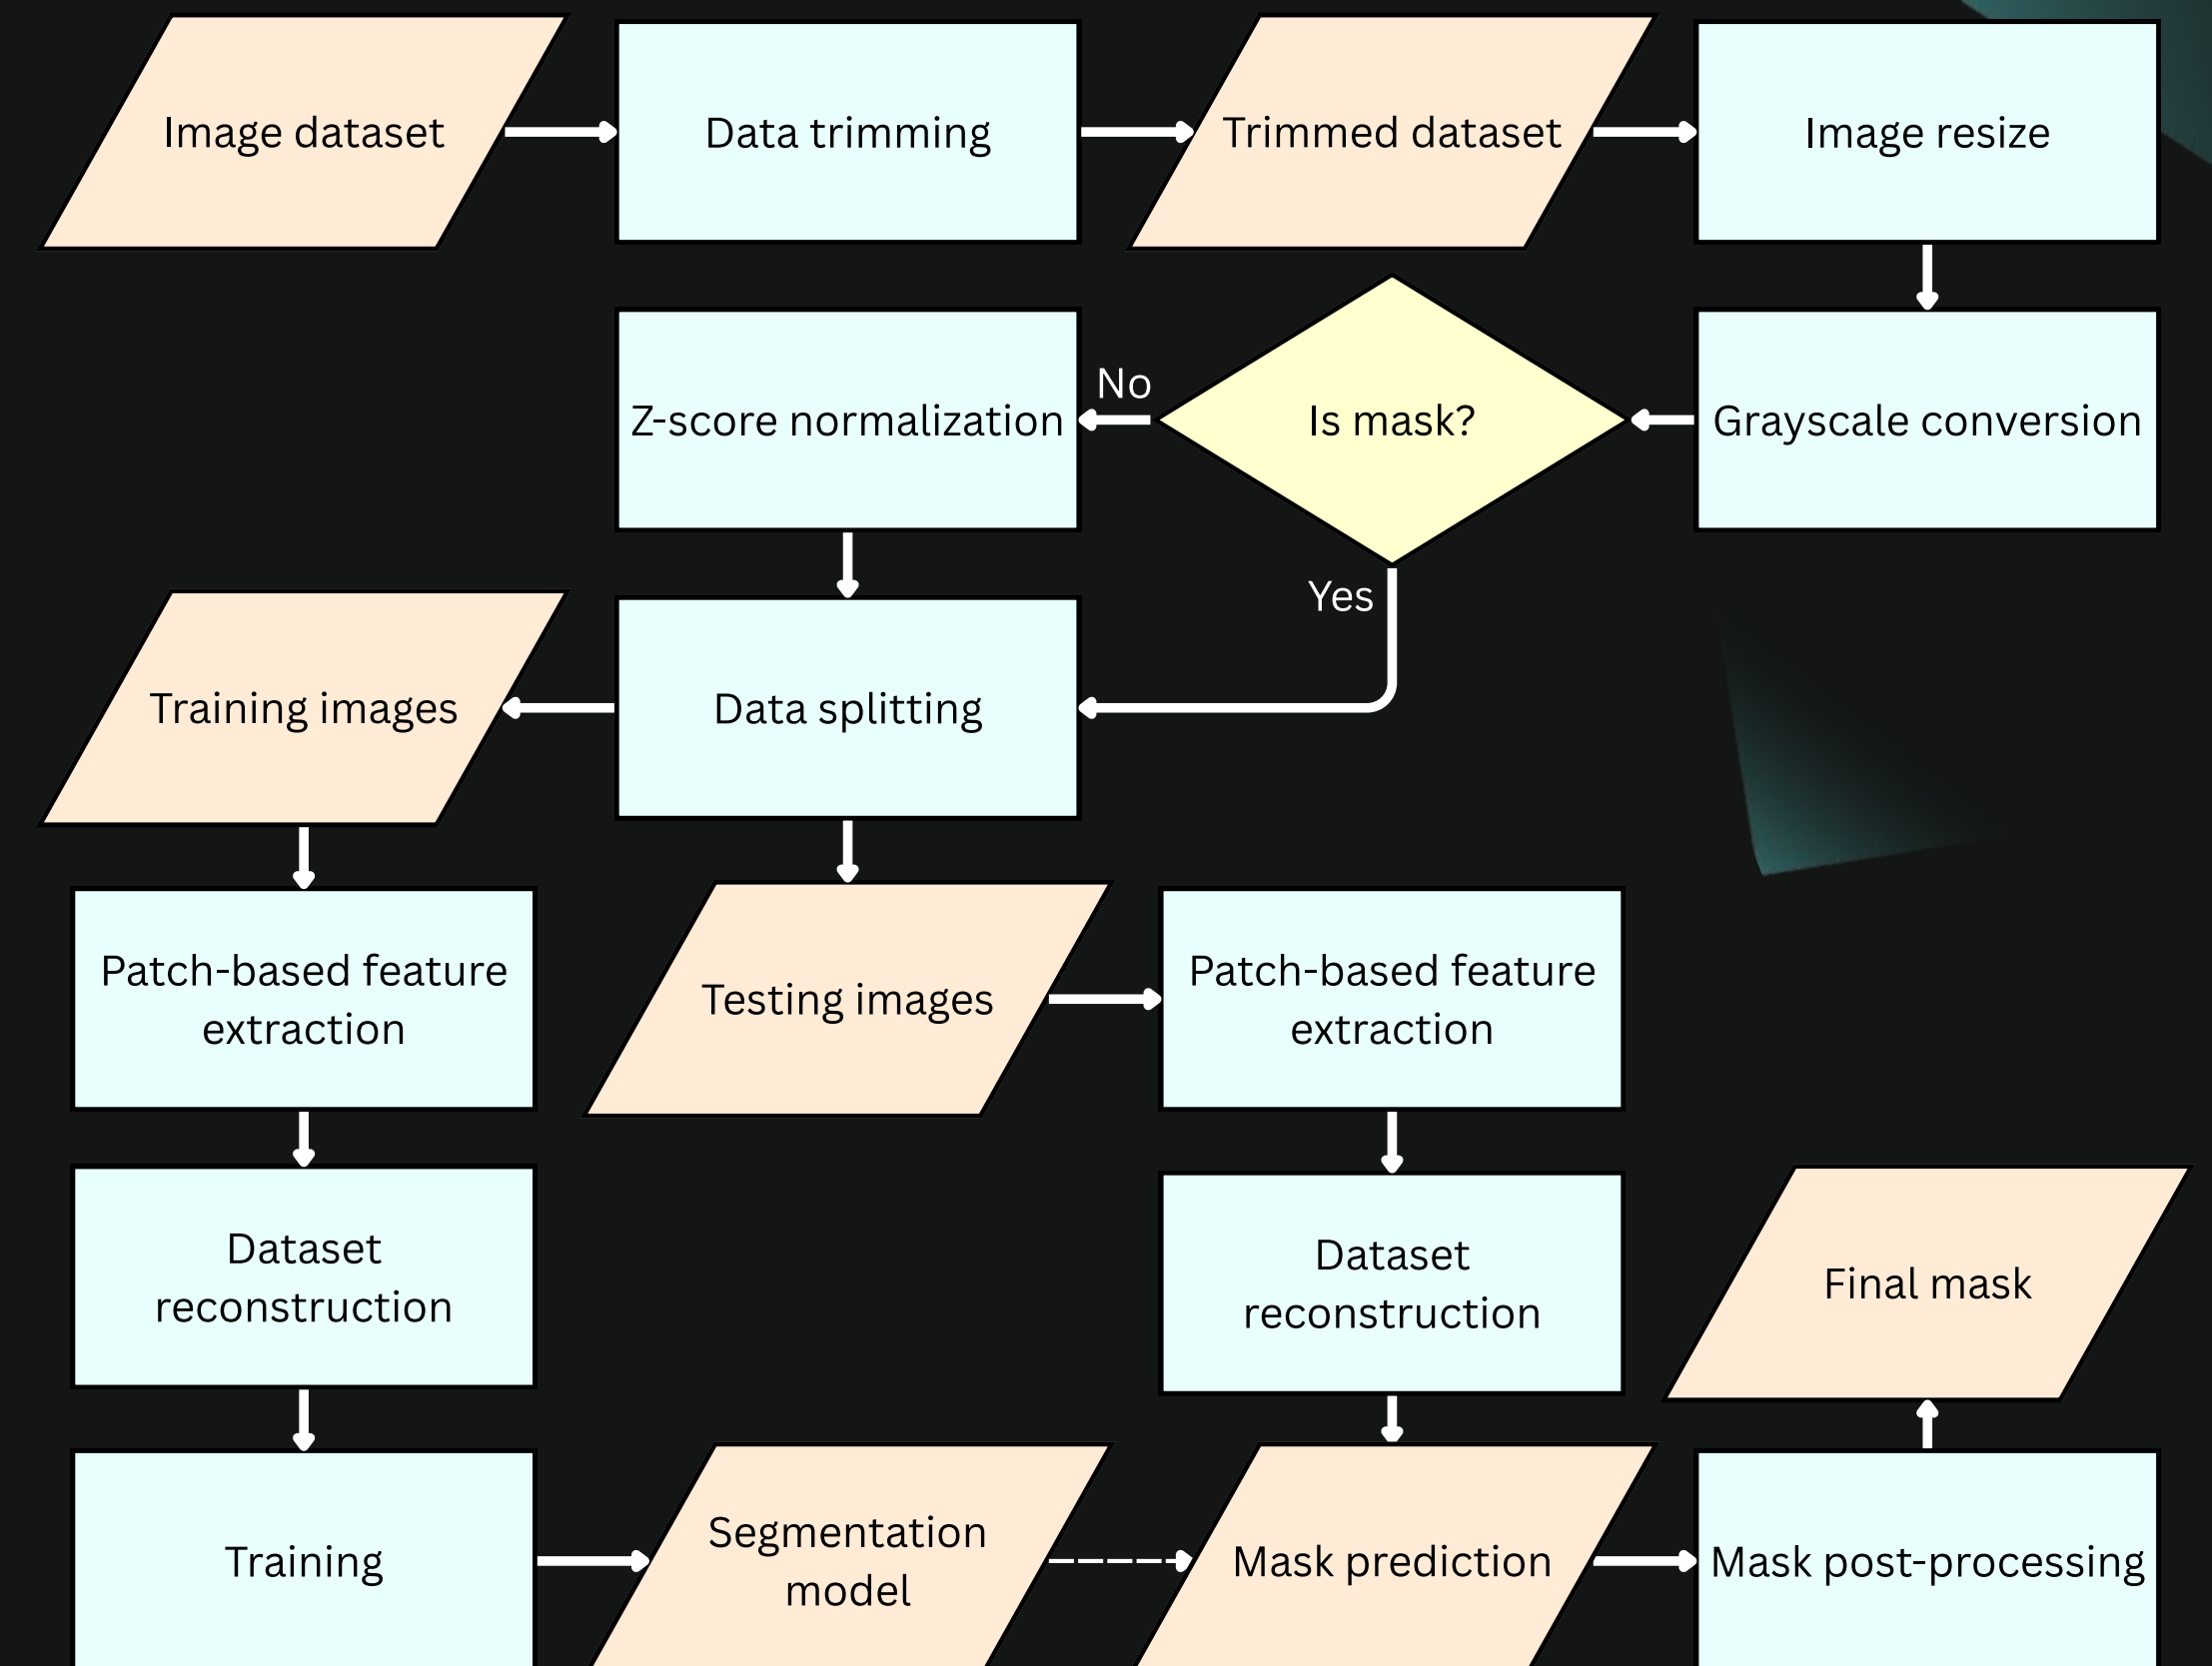 Image dataset
Data trimming
Trimmed dataset
Image resize
Z-score normalization
No
Is mask?
Grayscale conversion
Yes
Training images
Data splitting
Patch-based feature
extraction
Testing images
Patch-based feature
extraction
Dataset
reconstruction
Dataset
reconstruction
Final mask
Training
Segmentation
model
Mask prediction
Mask post-processing